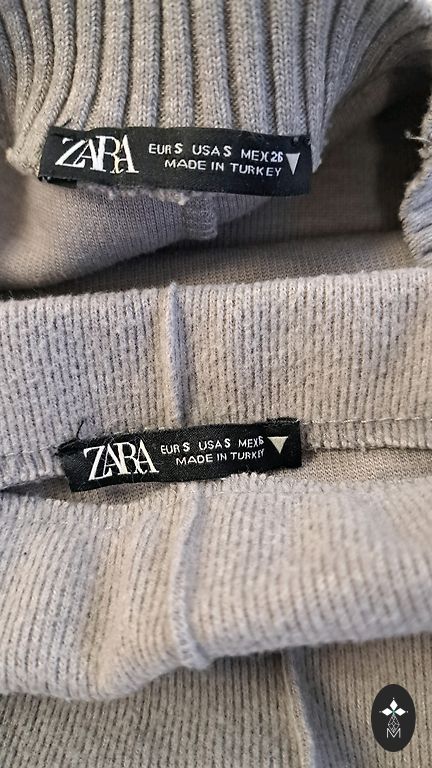 ZARA
EUR S USA S MEX 26
MADE IN TURKEY
ZARA
EUR S USA S MEX
MADE IN TURKEY
M